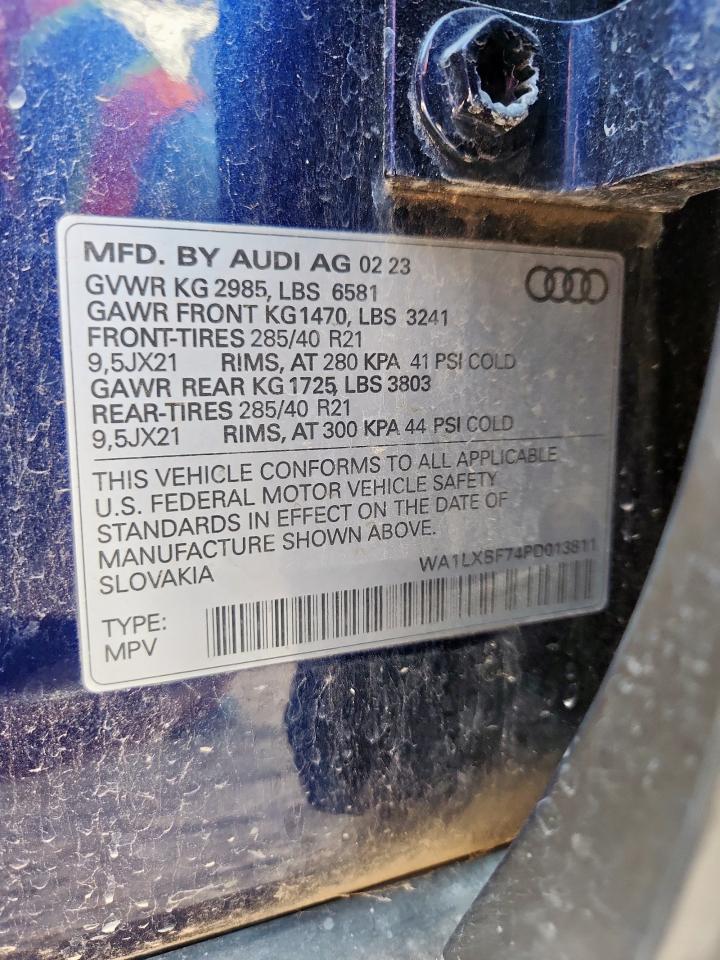 MFD. BY AUDI AG 02 23
GVWR KG 2985, LBS 6581
GAWR FRONT KG1470, LBS 3241
FRONT-TIRES 285/40 R21
9,5JX21 RIMS, AT 280 KPA 41 PSI COLD
GAWR REAR KG 1725, LBS 3803
REAR-TIRES 285/40 R21
9,5JX21 RIMS, AT 300 KPA 44 PSI COLD
THIS VEHICLE CONFORMS TO ALL APPLICABLE
U.S. FEDERAL MOTOR VEHICLE SAFETY
STANDARDS IN EFFECT ON THE DATE OF
MANUFACTURE SHOWN ABOVE.
SLOVAKIA WA1LXBF74PD013811
TYPE:
MPV